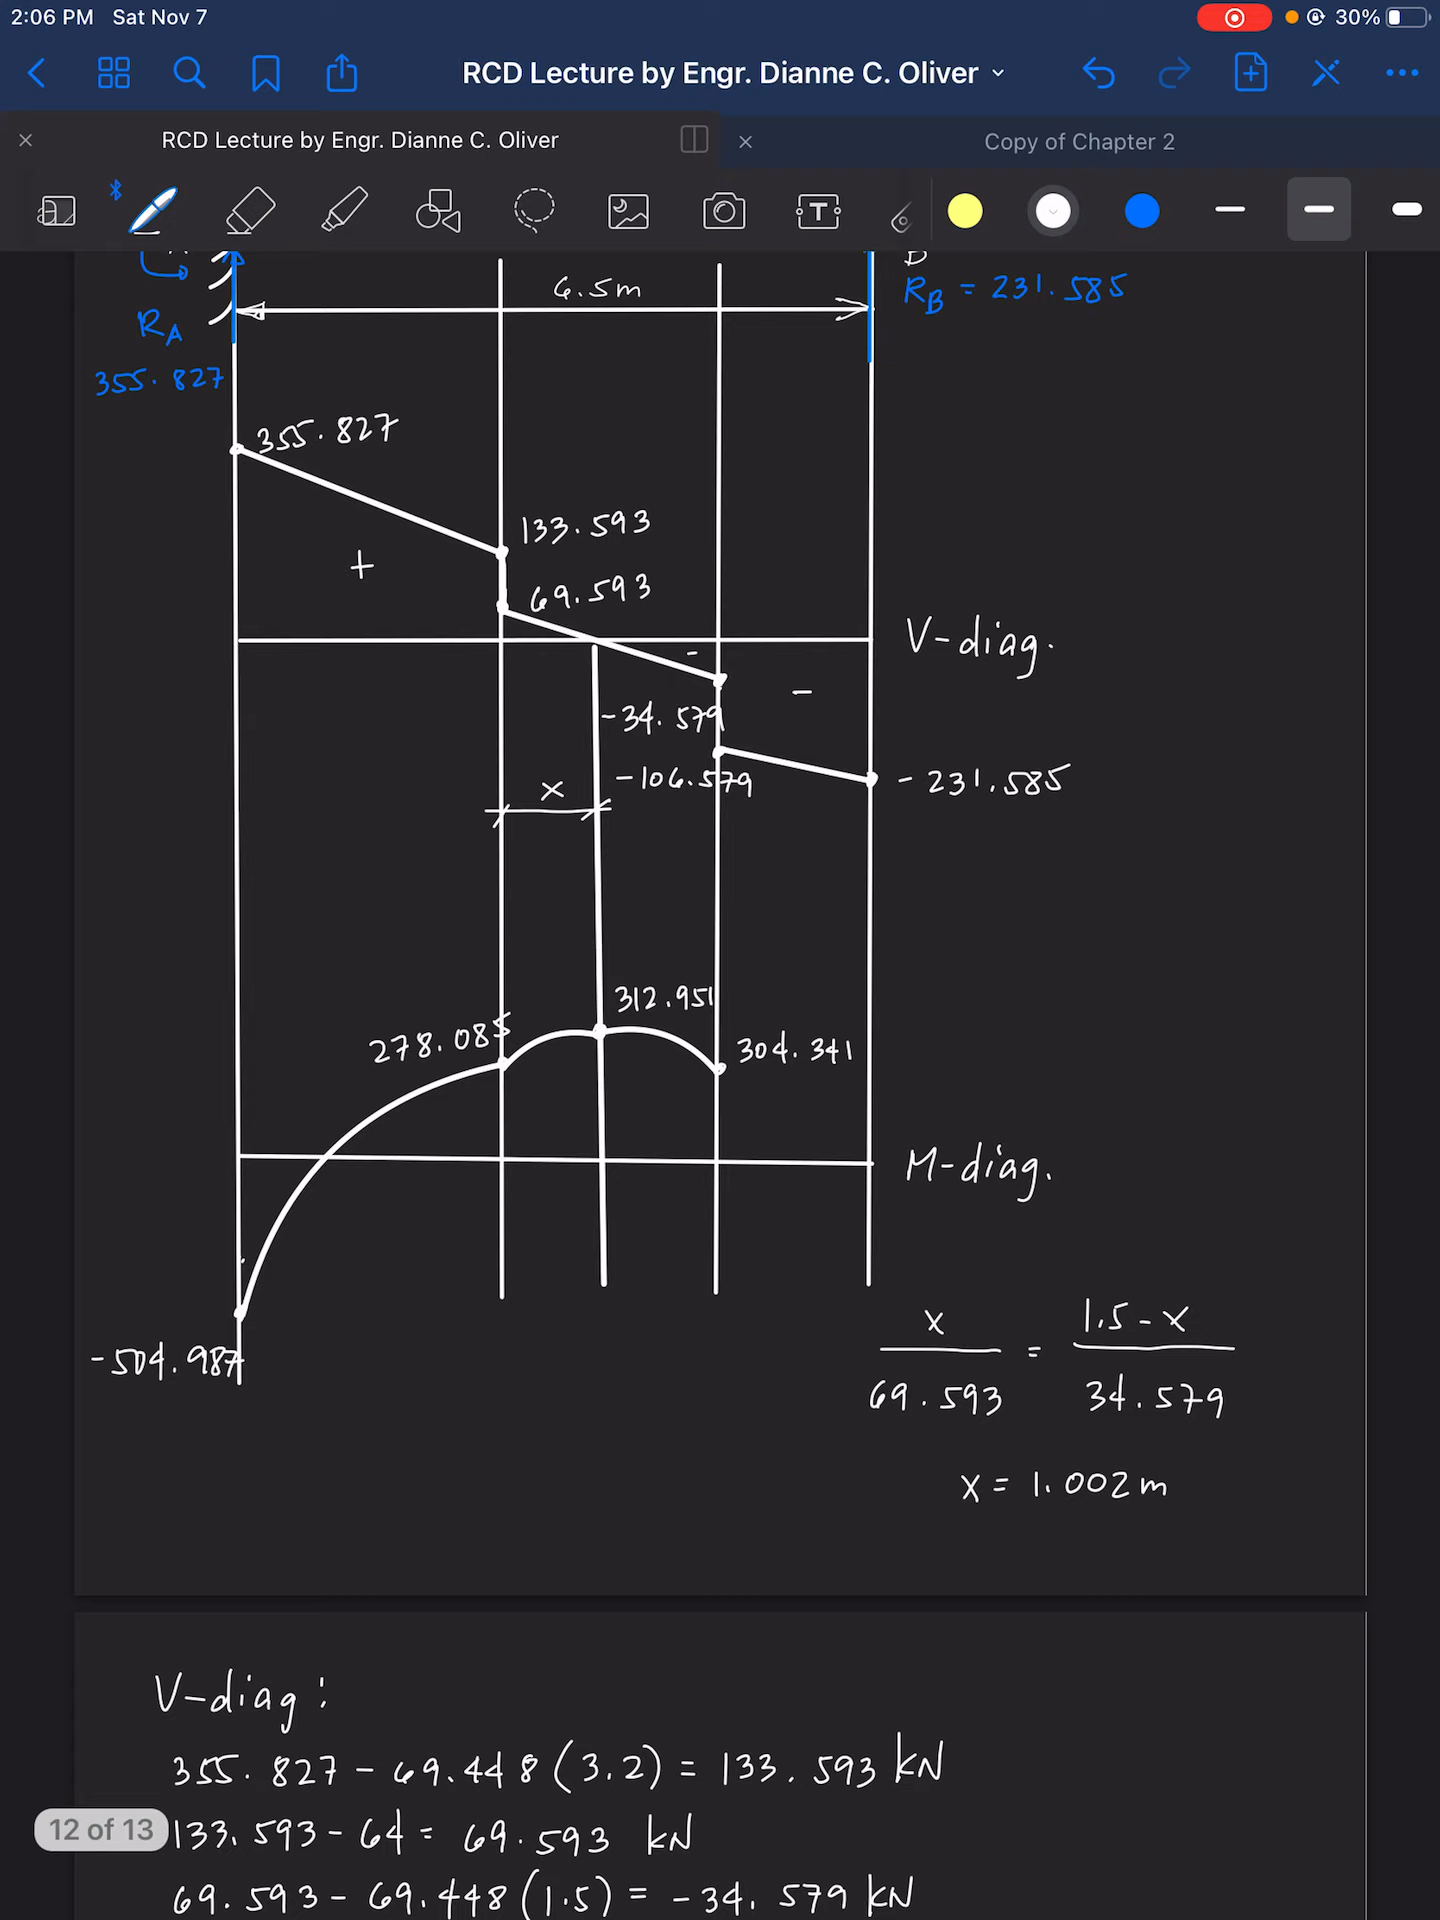 2:06 PM Sat Nov 7
30%
RCD Lecture by Engr. Dianne C. Oliver
RCD Lecture by Engr. Dianne C. Oliver
Copy of Chapter 2
T
6.5m
B
R_B = 231.585
R_A
355.827
355.827
133.593
+
69.593
V-diag.
-
-
-34.579
-106.579
- 231.585
x
312.951
278.085
304.341
M-diag.
-504.987
x/69.593 = 1.5-x/34.579
x = 1.002m
V-diag:
355.827 - 69.448(3.2) = 133.593 kN
12 of 13
133.593 - 64 = 69.593 kN
69.593 - 69.448(1.5) = -34.579 kN